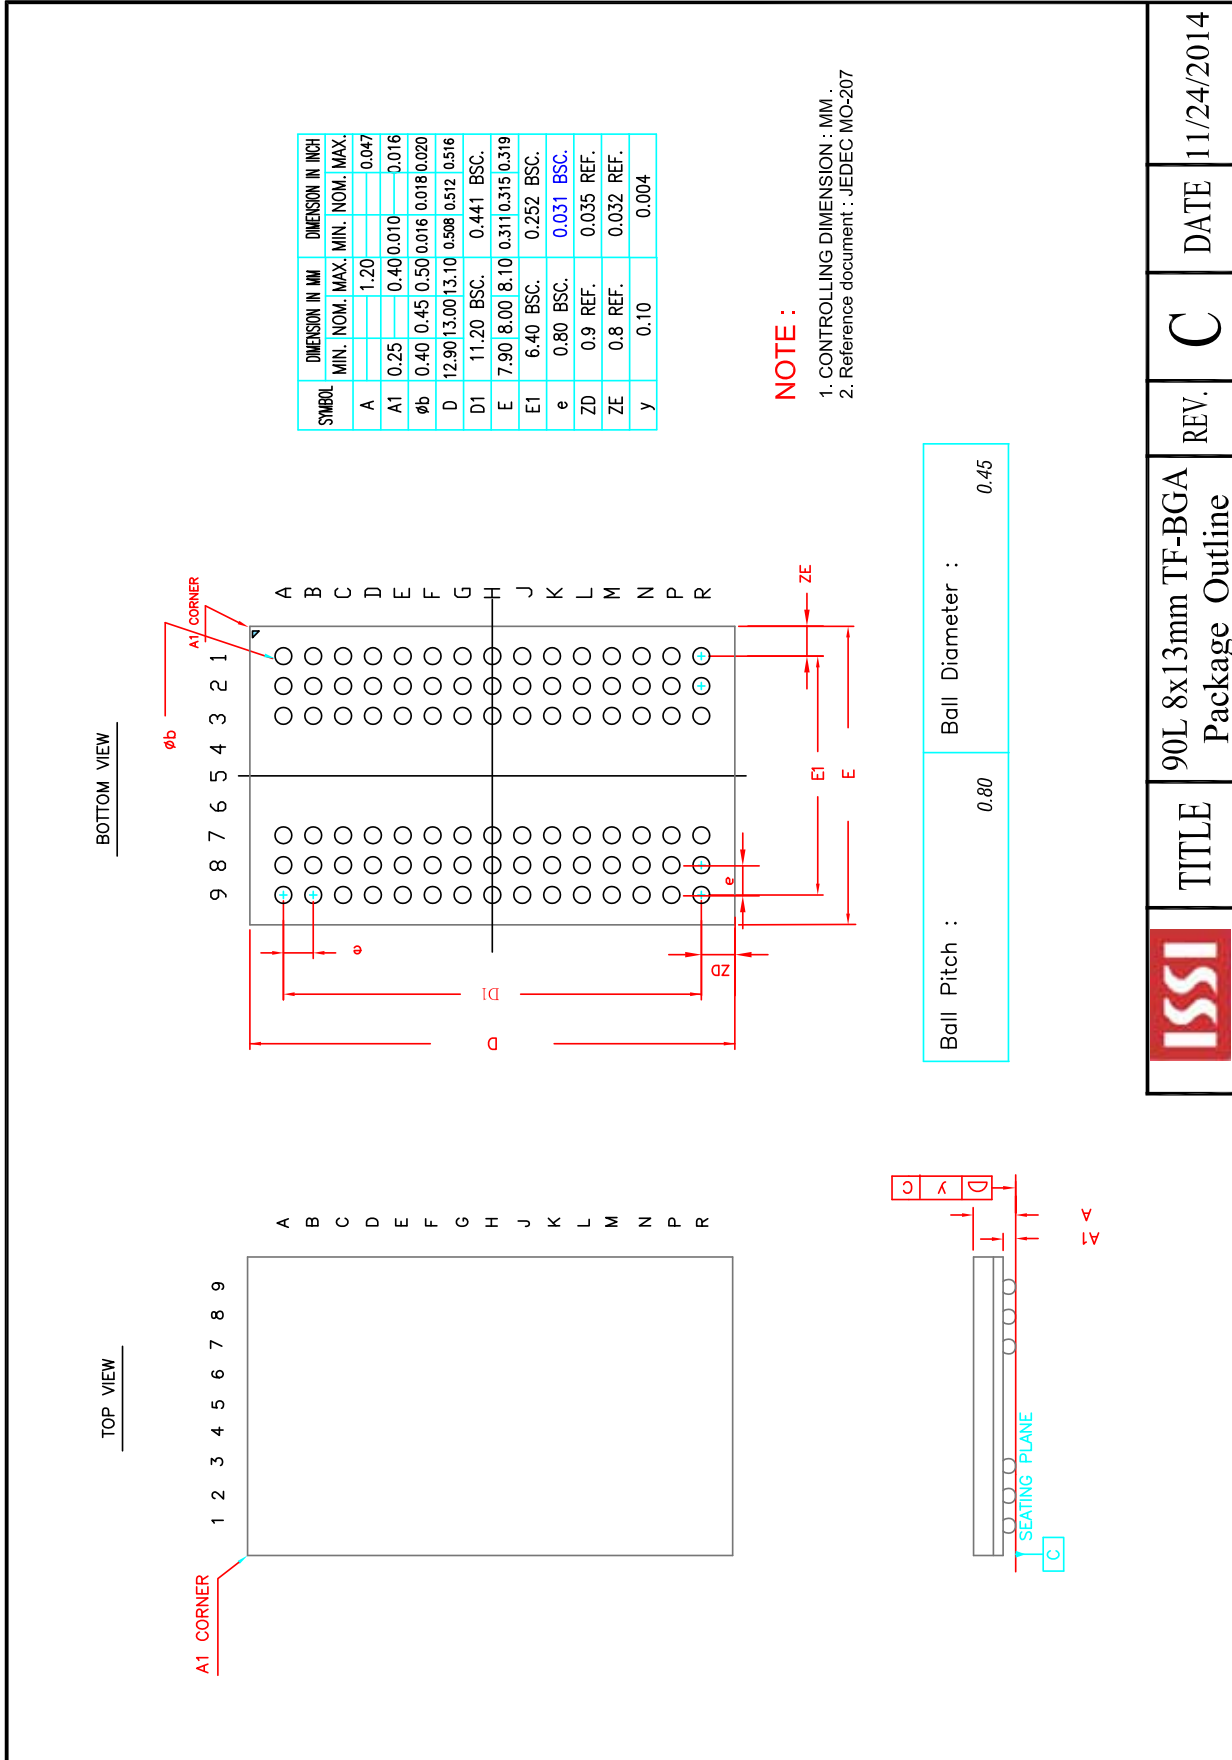 TOP VIEW
A1 CORNER
1 2 3 4 5 6 7 8 9
A
B
C
D
E
F
G
H
J
K
L
M
N
P
R
BOTTOM VIEW
øb
A1 CORNER
9 8 7 6 5 4 3 2 1
A
B
C
D
E
F
G
H
J
K
L
M
N
P
R
e
D1
D
ZD
e
E1
E
ZE
SYMBOL DIMENSION IN MM DIMENSION IN INCH
MIN. NOM. MAX. MIN. NOM. MAX.
A 1.20 0.047
A1 0.25 0.40 0.010 0.016
øb 0.40 0.45 0.50 0.016 0.018 0.020
D 12.90 13.00 13.10 0.508 0.512 0.516
D1 11.20 BSC. 0.441 BSC.
E 7.90 8.00 8.10 0.311 0.315 0.319
E1 6.40 BSC. 0.252 BSC.
e 0.80 BSC. 0.031 BSC.
ZD 0.9 REF. 0.035 REF.
ZE 0.8 REF. 0.032 REF.
y 0.10 0.004
NOTE :
1. CONTROLLING DIMENSION : MM .
2. Reference document : JEDEC MO-207
D y C
A
A1
SEATING PLANE
C
Ball Pitch : 0.80
Ball Diameter : 0.45
ISSI
TITLE
90L 8x13mm TF-BGA
Package Outline
REV.
C
DATE
11/24/2014